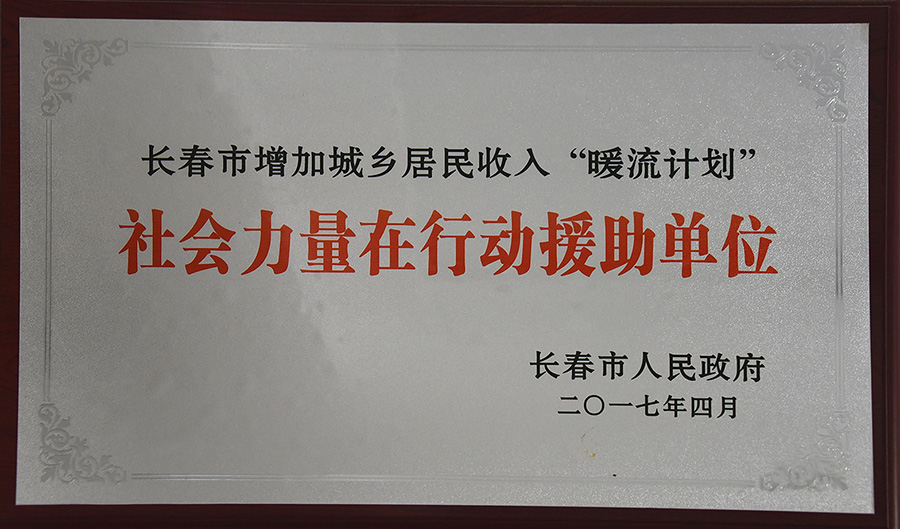 长春市增加城乡居民收入“暖流计划”
社会力量在行动援助单位
长春市人民政府
二〇一七年四月